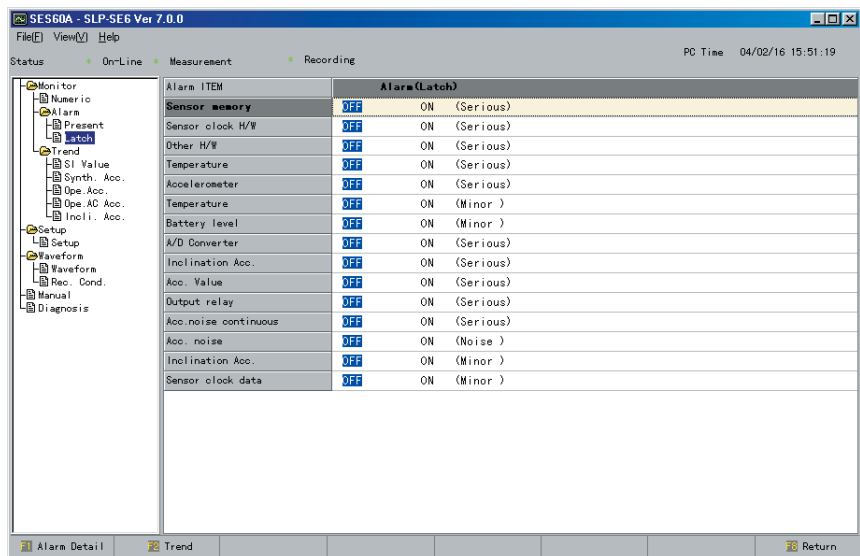 SES60A - SLP-SE6 Ver 7.0.0
File(F) View(V) Help
Status On-Line Measurement Recording PC Time 04/02/16 15:51:19
Monitor
Numeric
Alarm
Present
Latch
Trend
SI Value
Synth. Acc.
Ope.Acc.
Ope.AC Acc.
Incli. Acc.
Setup
Setup
Waveform
Waveform
Rec. Cond.
Manual
Diagnosis
Alarm ITEM Alarm(Latch)
Sensor memory OFF ON (Serious)
Sensor clock H/W OFF ON (Serious)
Other H/W OFF ON (Serious)
Temperature OFF ON (Serious)
Accelerometer OFF ON (Serious)
Temperature OFF ON (Minor )
Battery level OFF ON (Minor )
A/D Converter OFF ON (Serious)
Inclination Acc. OFF ON (Serious)
Acc. Value OFF ON (Serious)
Output relay OFF ON (Serious)
Acc.noise continuous OFF ON (Serious)
Acc. noise OFF ON (Noise )
Inclination Acc. OFF ON (Minor )
Sensor clock data OFF ON (Minor )
F1 Alarm Detail F2 Trend F8 Return